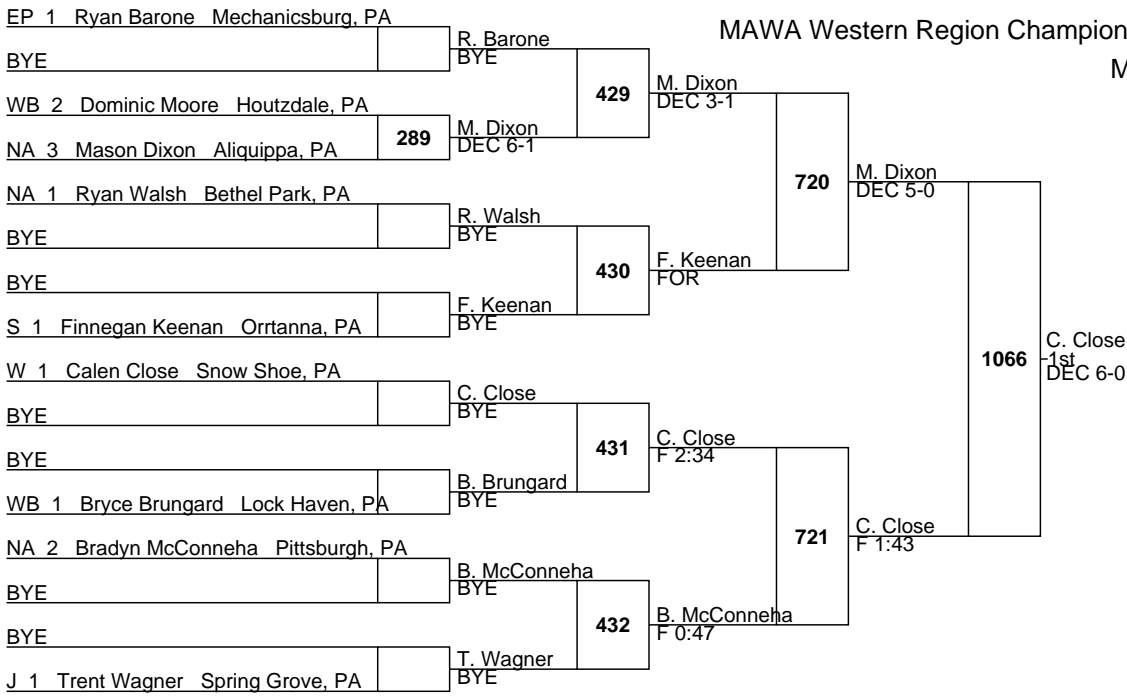 MAWA Western Region Champion
M
EP 1 Ryan Barone Mechanicsburg, PA
BYE
WB 2 Dominic Moore Houtzdale, PA
NA 3 Mason Dixon Aliquippa, PA
NA 1 Ryan Walsh Bethel Park, PA
BYE
BYE
S 1 Finnegan Keenan Orrtanna, PA
W 1 Calen Close Snow Shoe, PA
BYE
BYE
WB 1 Bryce Brungard Lock Haven, PA
NA 2 Bradyn McConneha Pittsburgh, PA
BYE
BYE
J 1 Trent Wagner Spring Grove, PA
289
R. Barone
BYE
M. Dixon
DEC 6-1
R. Walsh
BYE
F. Keenan
BYE
C. Close
BYE
B. Brungard
BYE
B. McConneha
BYE
T. Wagner
BYE
429
430
431
432
M. Dixon
DEC 3-1
F. Keenan
FOR
C. Close
F 2:34
B. McConneha
F 0:47
720
721
M. Dixon
DEC 5-0
C. Close
F 1:43
1066
C. Close
1st
DEC 6-0